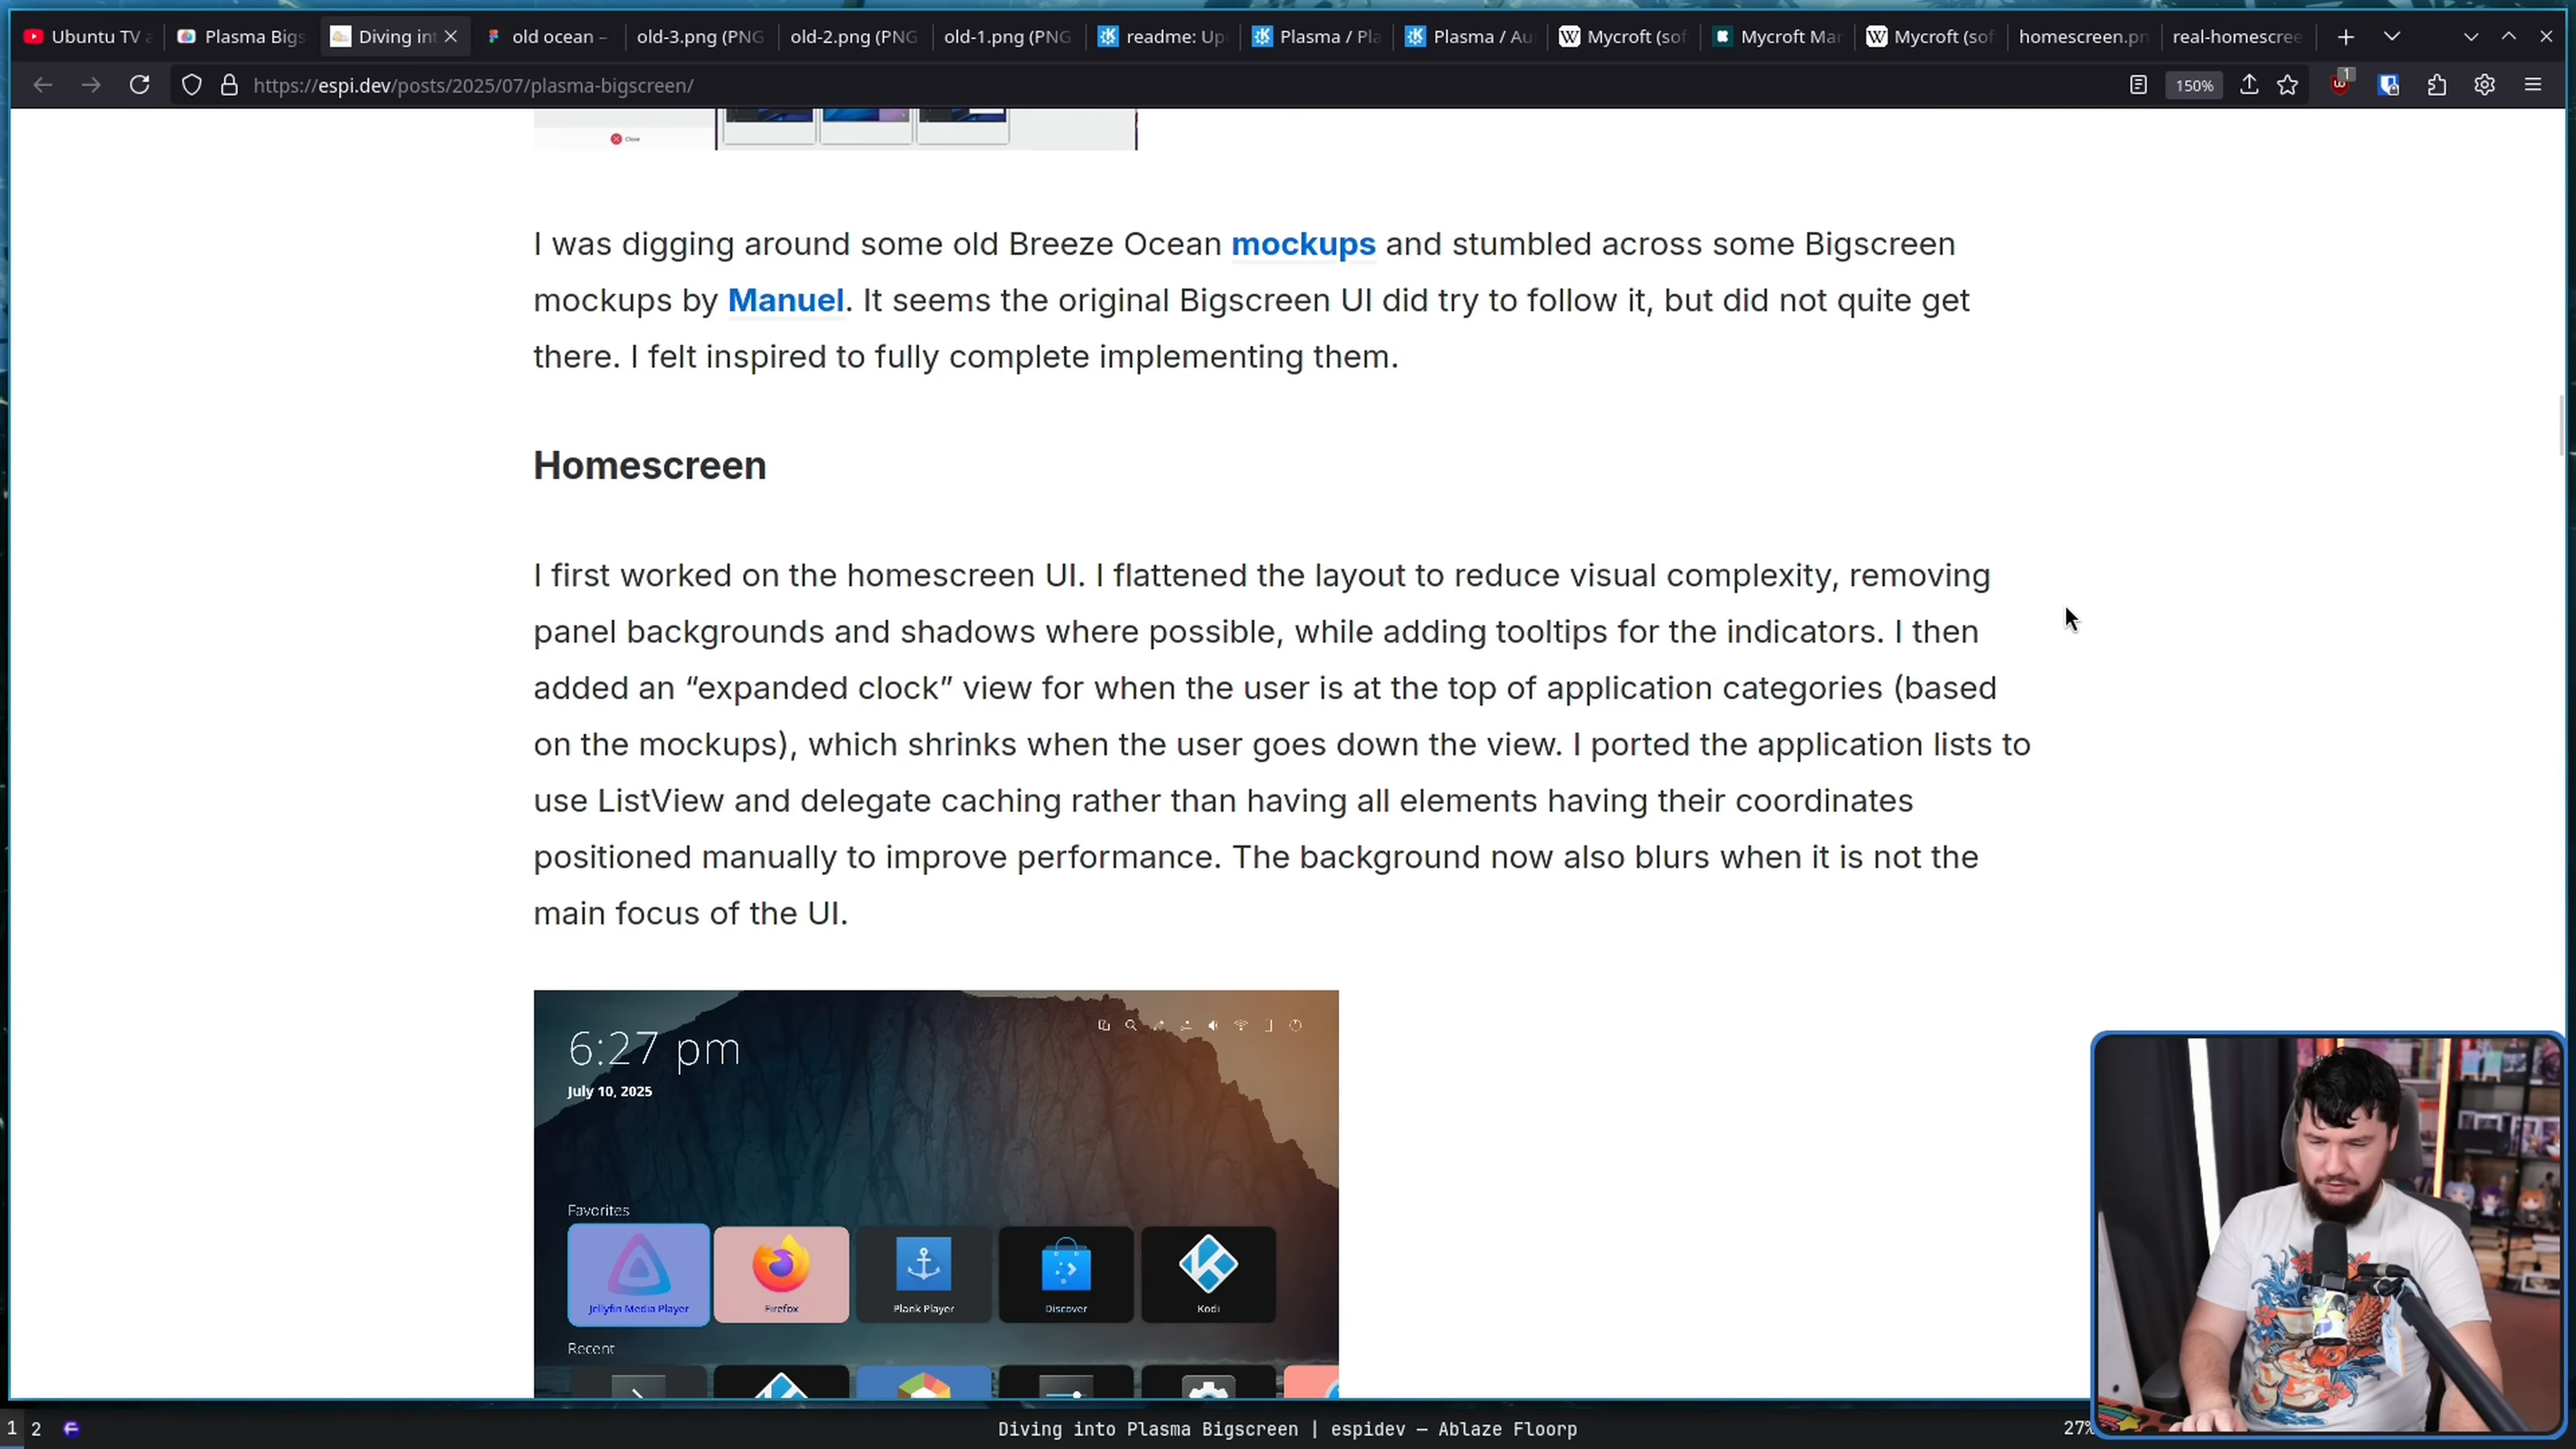 Ubuntu TV a
Plasma Bigs
Diving int
old ocean –
old-3.png (PNG
old-2.png (PNG
old-1.png (PNG
readme: Up
Plasma / Pla
Plasma / Au
Mycroft (sof
Mycroft Mar
Mycroft (sof
homescreen.pn
real-homescree
https://espi.dev/posts/2025/07/plasma-bigscreen/
150%
1
Close
I was digging around some old Breeze Ocean mockups and stumbled across some Bigscreen
mockups by Manuel. It seems the original Bigscreen UI did try to follow it, but did not quite get
there. I felt inspired to fully complete implementing them.
Homescreen
I first worked on the homescreen UI. I flattened the layout to reduce visual complexity, removing
panel backgrounds and shadows where possible, while adding tooltips for the indicators. I then
added an “expanded clock” view for when the user is at the top of application categories (based
on the mockups), which shrinks when the user goes down the view. I ported the application lists to
use ListView and delegate caching rather than having all elements having their coordinates
positioned manually to improve performance. The background now also blurs when it is not the
main focus of the UI.
6:27 pm
July 10, 2025
Favorites
Jellyfin Media Player
Firefox
Plank Player
Discover
Kodi
Recent
1 2
Diving into Plasma Bigscreen | espidev — Ablaze Floorp
27%